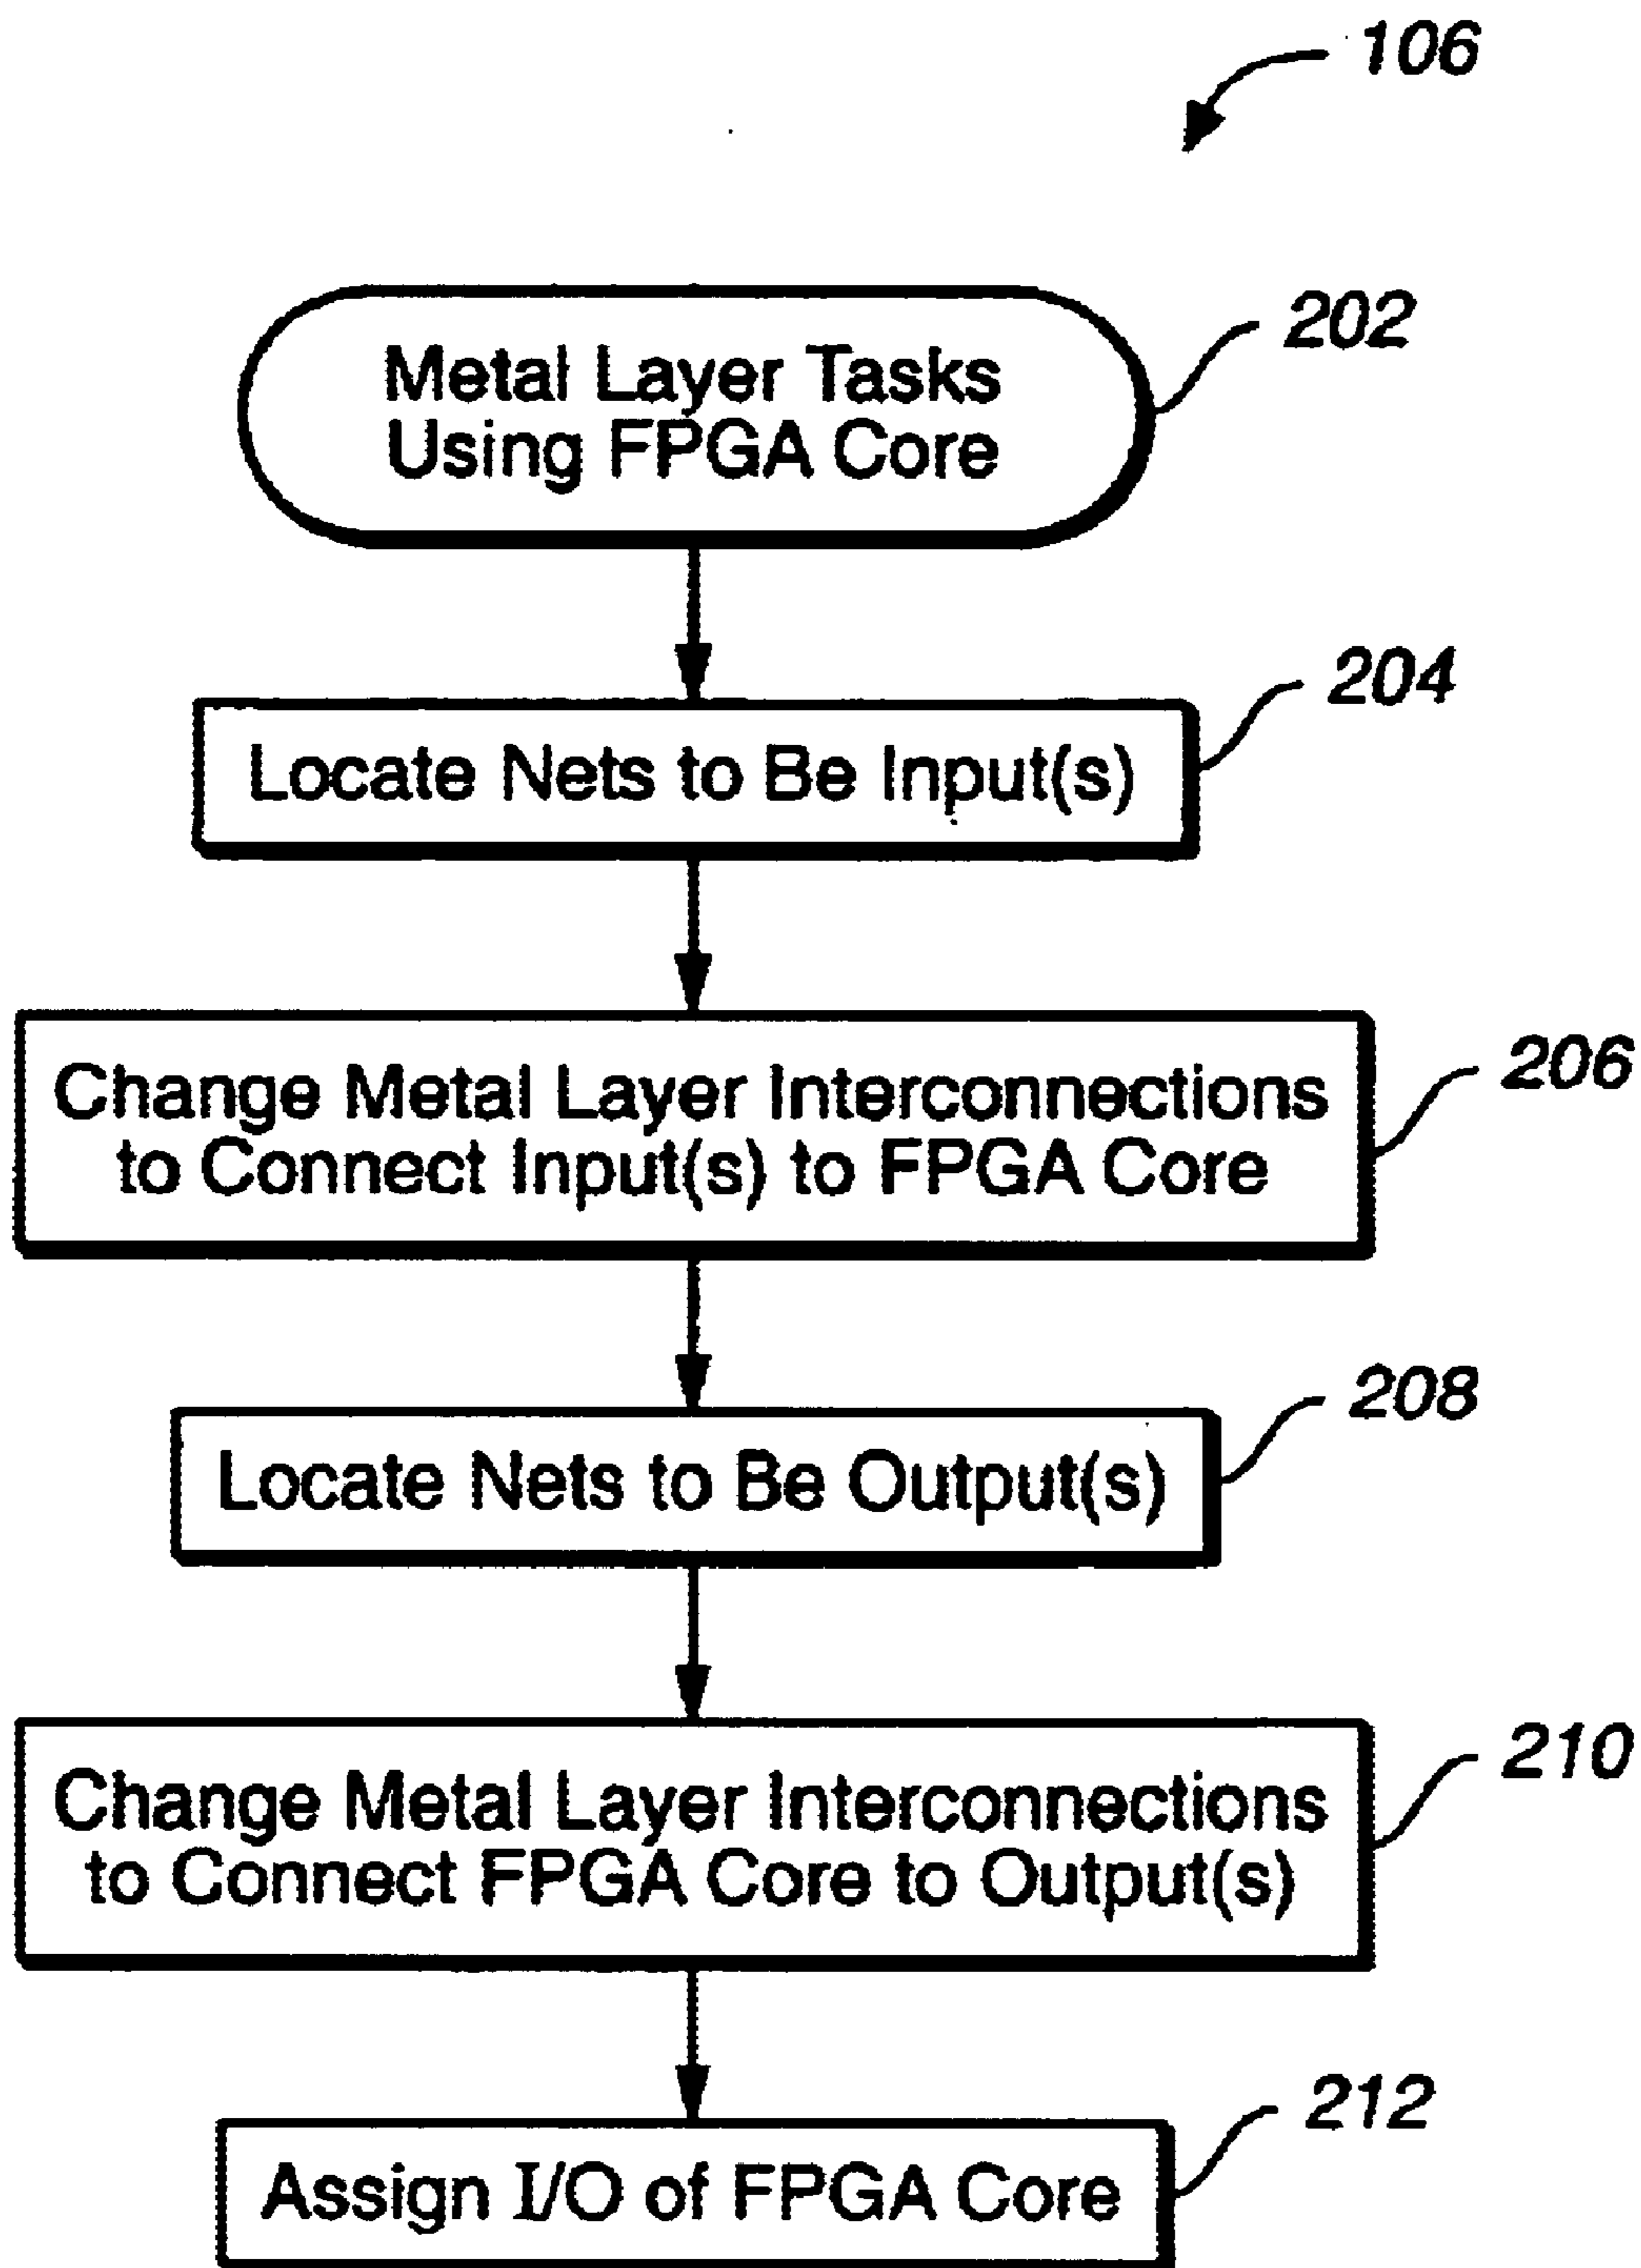 106
202
Metal Layer Tasks
Using FPGA Core
204
Locate Nets to Be Input(s)
206
Change Metal Layer Interconnections
to Connect Input(s) to FPGA Core
208
Locate Nets to Be Output(s)
210
Change Metal Layer Interconnections
to Connect FPGA Core to Output(s)
212
Assign I/O of FPGA Core